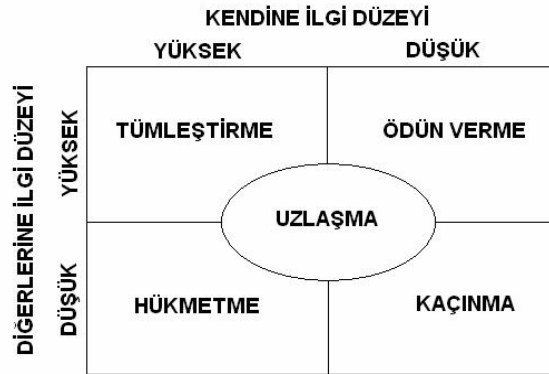 KENDİNE İLGİ DÜZEYİ
YÜKSEK DÜŞÜK
DİĞERLERİNE İLGİ DÜZEYİ
YÜKSEK
TÜMLEŞTİRME ÖDÜN VERME
UZLAŞMA
DÜŞÜK
HÜKMETME KAÇINMA